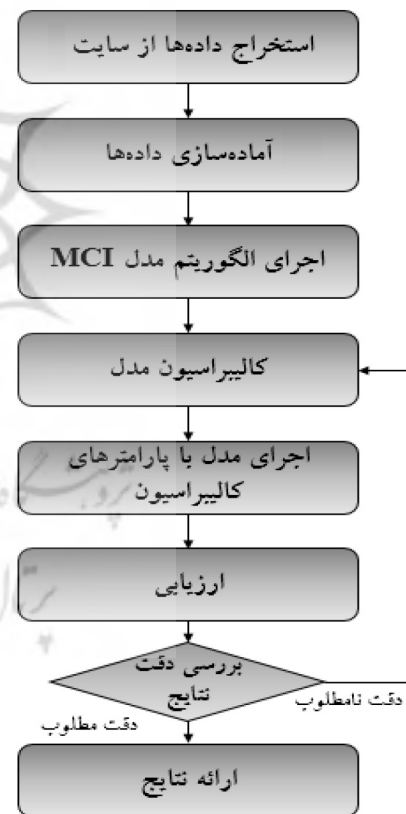 استخراج داده‌ها از سایت
آماده‌سازی داده‌ها
اجرای الگوریتم مدل MCI
کالیبراسیون مدل
اجرای مدل با پارامترهای
کالیبراسیون
ارزیابی
بررسی دقت
نتایج
دقت نامطلوب
دقت مطلوب
ارائه نتایج